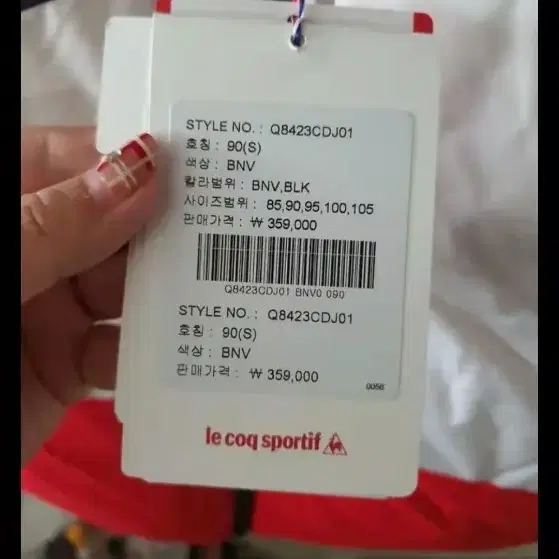 STYLE NO. : Q8423CDJ01
호칭 : 90(S)
색상 : BNV
칼라범위 : BNV,BLK
사이즈범위 : 85,90,95,100,105
판매가격 : ₩ 359,000
Q8423CDJ01 BNV0 090
STYLE NO. : Q8423CDJ01
호칭 : 90(S)
색상 : BNV
판매가격 : ₩ 359,000
0056
le coq sportif